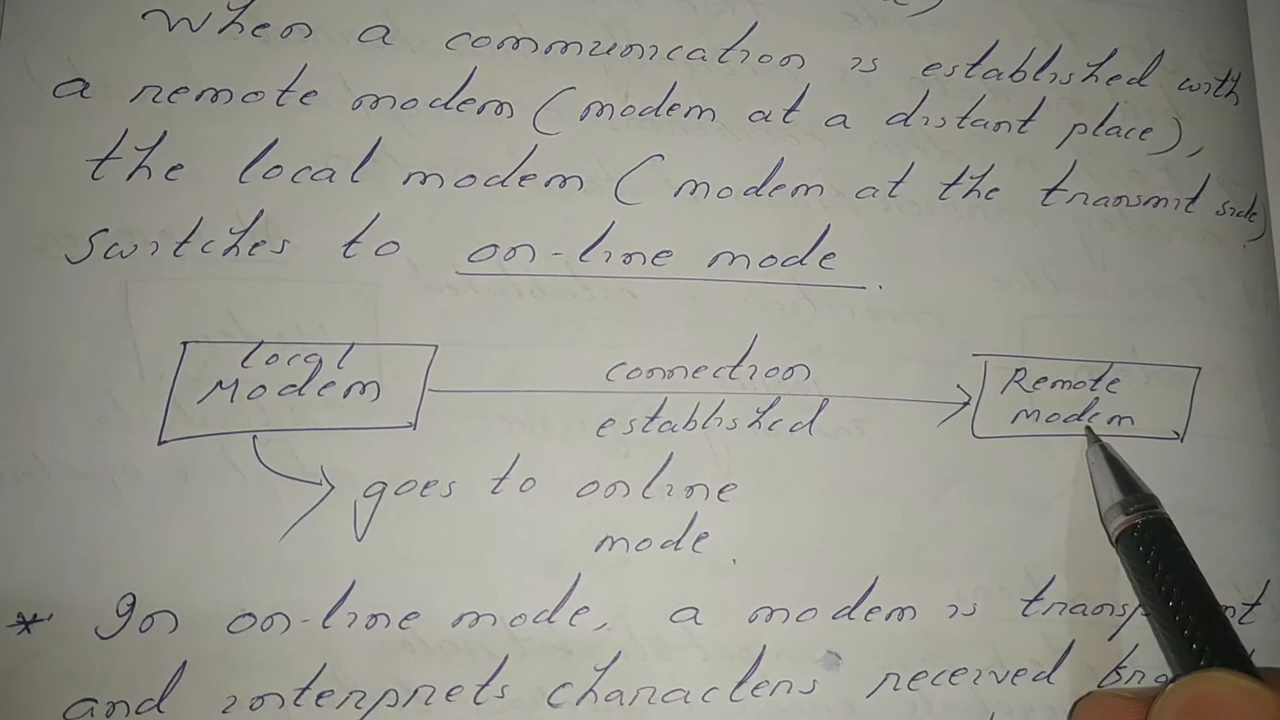 When a communication is established with
a remote modem (modem at a distant place),
the local modem (modem at the transmit side)
switches to on-line mode.
Local
Modem
connection
established
Remote
modem
goes to online
mode.
* In on-line mode, a modem is
and interprets characters received